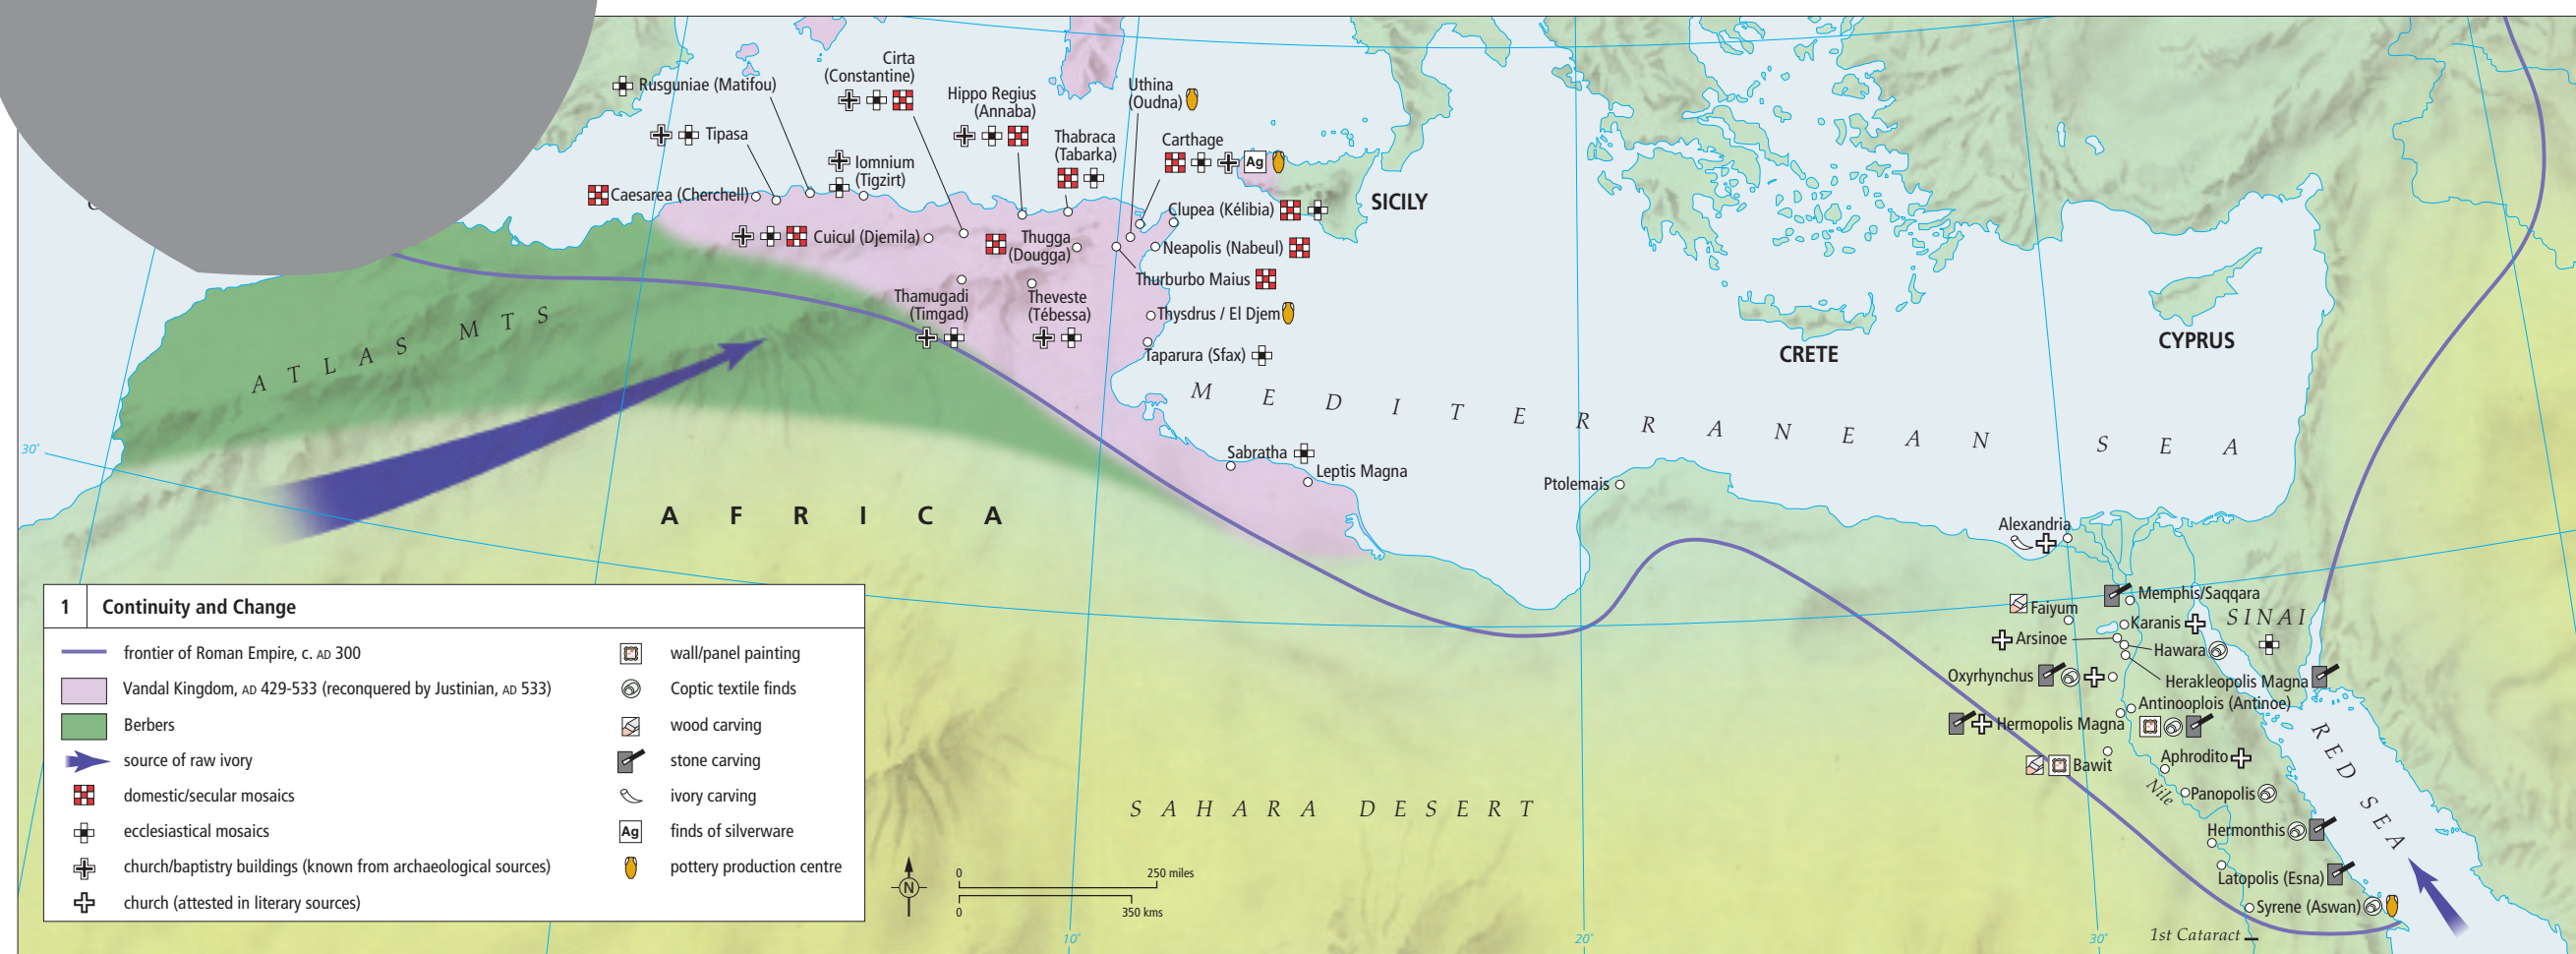 Rusguniae (Matifou)
Tipasa
Caesarea (Cherchell)
Cirta
(Constantine)
Iomnium
(Tigzirt)
Hippo Regius
(Annaba)
Thabraca
(Tabarka)
Uthina
(Oudna)
Carthage
Ag
Clupea (Kélibia)
SICILY
Cuicul (Djemila)
Thugga
(Dougga)
Neapolis (Nabeul)
Thurburbo Maius
Thamugadi
(Timgad)
Theveste
(Tébessa)
Thysdrus / El Djem
Taparura (Sfax)
CRETE
CYPRUS
ATLAS MTS
MEDITERRANEAN SEA
30°
Sabratha
Leptis Magna
Ptolemais
AFRICA
Alexandria
Memphis/Saqqara
Faiyum
SINAI
Karanis
Arsinoe
Hawara
Oxyrhynchus
Herakleopolis Magna
Antinooplois (Antinoe)
Hermopolis Magna
Aphrodito
Bawit
RED SEA
Nile
Panopolis
Hermonthis
Latopolis (Esna)
Syrene (Aswan)
1st Cataract
SAHARA DESERT
1 Continuity and Change
frontier of Roman Empire, c. AD 300
Vandal Kingdom, AD 429-533 (reconquered by Justinian, AD 533)
Berbers
source of raw ivory
domestic/secular mosaics
ecclesiastical mosaics
church/baptistry buildings (known from archaeological sources)
church (attested in literary sources)
wall/panel painting
Coptic textile finds
wood carving
stone carving
ivory carving
Ag finds of silverware
pottery production centre
N
0 250 miles
0 350 kms
10°
20°
30°